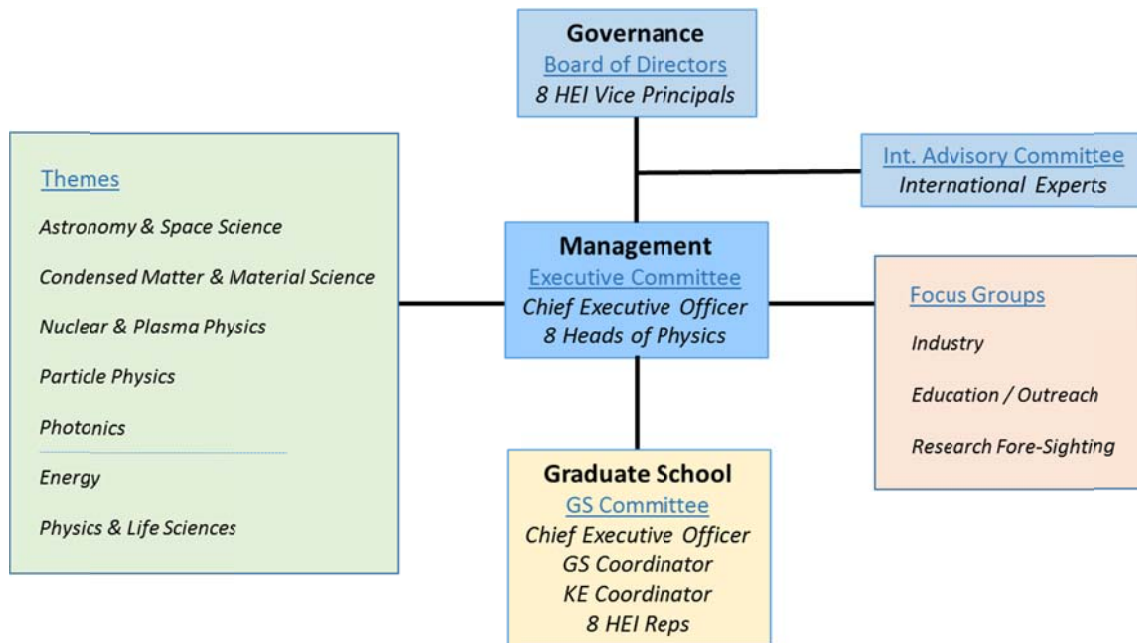 Governance
Board of Directors
8 HEI Vice Principals
Int. Advisory Committee
International Experts
Themes
Astronomy & Space Science
Condensed Matter & Material Science
Nuclear & Plasma Physics
Particle Physics
Photonics
Energy
Physics & Life Sciences
Management
Executive Committee
Chief Executive Officer
8 Heads of Physics
Focus Groups
Industry
Education / Outreach
Research Fore-Sighting
Graduate School
GS Committee
Chief Executive Officer
GS Coordinator
KE Coordinator
8 HEI Reps